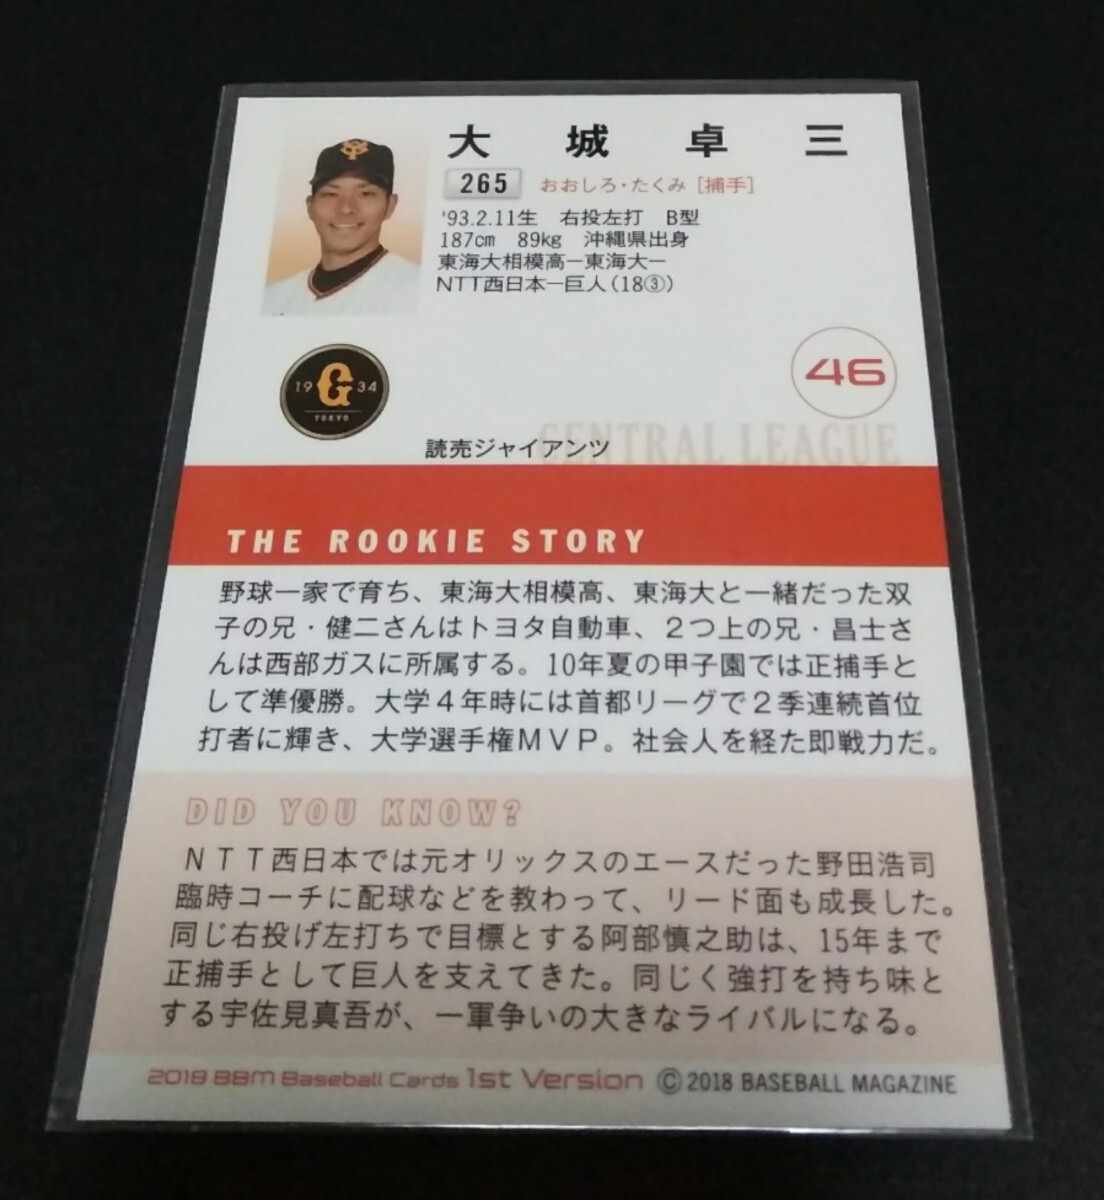 大城卓三
265 おおしろ・たくみ [捕手]
'93.2.11生 右投左打 B型
187cm 89kg 沖縄県出身
東海大相模高ー東海大ー
NTT西日本ー巨人(18③)
19 G 34
TOKYO
46
CENTRAL LEAGUE
読売ジャイアンツ
THE ROOKIE STORY
野球一家で育ち、東海大相模高、東海大と一緒だった双
子の兄・健二さんはトヨタ自動車、２つ上の兄・昌士さ
んは西部ガスに所属する。10年夏の甲子園では正捕手と
して準優勝。大学４年時には首都リーグで２季連続首位
打者に輝き、大学選手権ＭＶＰ。社会人を経た即戦力だ。
DID YOU KNOW?
ＮＴＴ西日本では元オリックスのエースだった野田浩司
臨時コーチに配球などを教わって、リード面も成長した。
同じ右投げ左打ちで目標とする阿部慎之助は、15年まで
正捕手として巨人を支えてきた。同じく強打を持ち味と
する宇佐見真吾が、一軍争いの大きなライバルになる。
2018 BBM Baseball Cards 1st Version © 2018 BASEBALL MAGAZINE